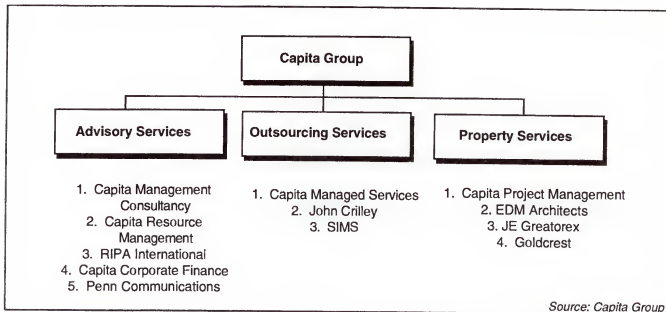 Capita Group
Advisory Services
Outsourcing Services
Property Services
1. Capita Management
Consultancy
2. Capita Resource
Management
3. RIPA International
4. Capita Corporate Finance
5. Penn Communications
1. Capita Managed Services
2. John Crilley
3. SIMS
1. Capita Project Management
2. EDM Architects
3. JE Greatorex
4. Goldcrest
Source: Capita Group